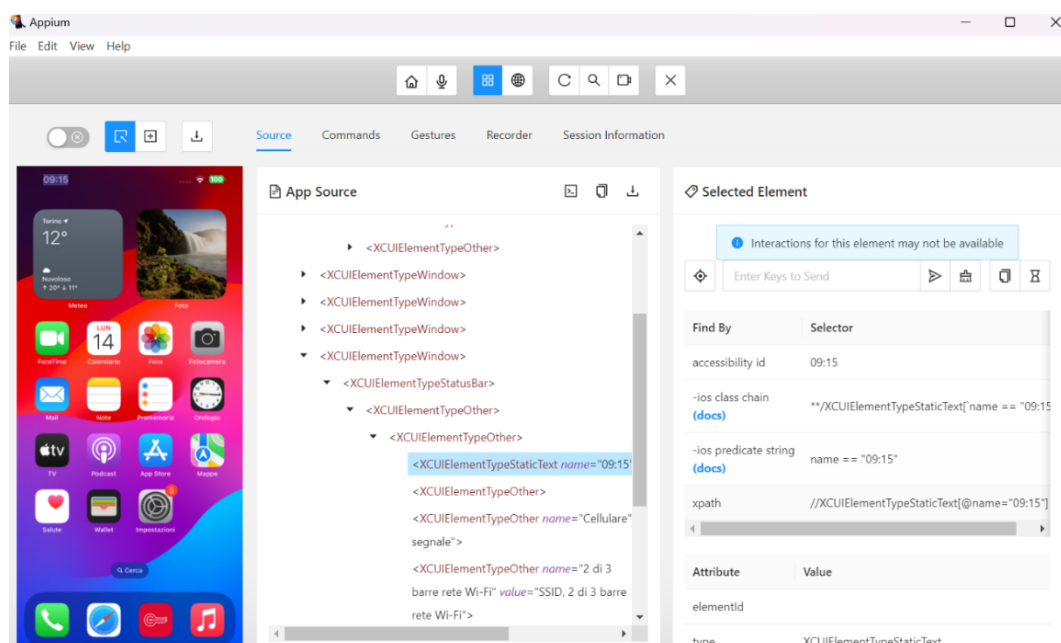 Appium
File Edit View Help
Source Commands Gestures Recorder Session Information
09:15
100
Torino
12°
Nuvoloso
↑ 20° ↓ 11°
Meteo
Foto
LUN
14
FaceTime Calendario Foto Fotocamera
Mail Note Promemoria Orologio
tv
TV Podcast App Store Mappe
5
Salute Wallet Impostazioni
Cerca
App Source
<XCUIElementTypeOther>
<XCUIElementTypeWindow>
<XCUIElementTypeWindow>
<XCUIElementTypeWindow>
<XCUIElementTypeWindow>
<XCUIElementTypeStatusBar>
<XCUIElementTypeOther>
<XCUIElementTypeOther>
<XCUIElementTypeStaticText name="09:15"
<XCUIElementTypeOther>
<XCUIElementTypeOther name="Cellulare"
segnale">
<XCUIElementTypeOther name="2 di 3
barre rete Wi-Fi" value="SSID, 2 di 3 barre
rete Wi-Fi">
Selected Element
Interactions for this element may not be available
Enter Keys to Send
Find By Selector
accessibility id 09:15
-ios class chain
(docs)
**/XCUIElementTypeStaticText[`name == "09:15
-ios predicate string
(docs)
name == "09:15"
xpath //XCUIElementTypeStaticText[@name="09:15"]
Attribute Value
elementId
type XCUIElementTypeStaticText